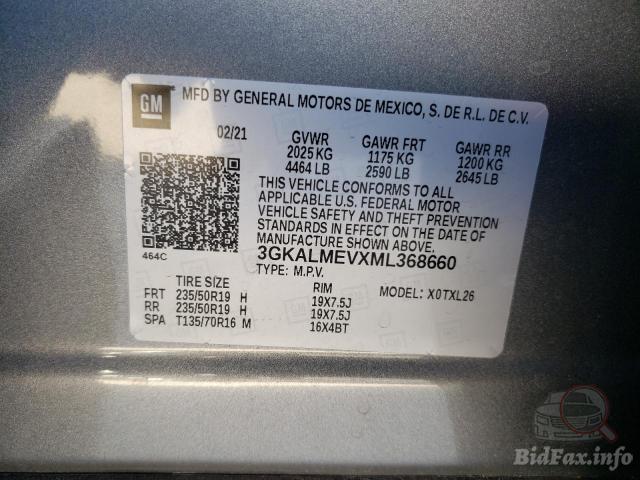 GM MFD BY GENERAL MOTORS DE MEXICO, S. DE R.L. DE C.V.
02/21 GVWR GAWR FRT GAWR RR
2025 KG 1175 KG 1200 KG
4464 LB 2590 LB 2645 LB
THIS VEHICLE CONFORMS TO ALL
APPLICABLE U.S. FEDERAL MOTOR
VEHICLE SAFETY AND THEFT PREVENTION
STANDARDS IN EFFECT ON THE DATE OF
MANUFACTURE SHOWN ABOVE.
464C 3GKALMEVXML368660
TYPE: M.P.V.
TIRE SIZE RIM MODEL: X0TXL26
FRT 235/50R19 H 19X7.5J
RR 235/50R19 H 19X7.5J
SPA T135/70R16 M 16X4BT
BidFax.info